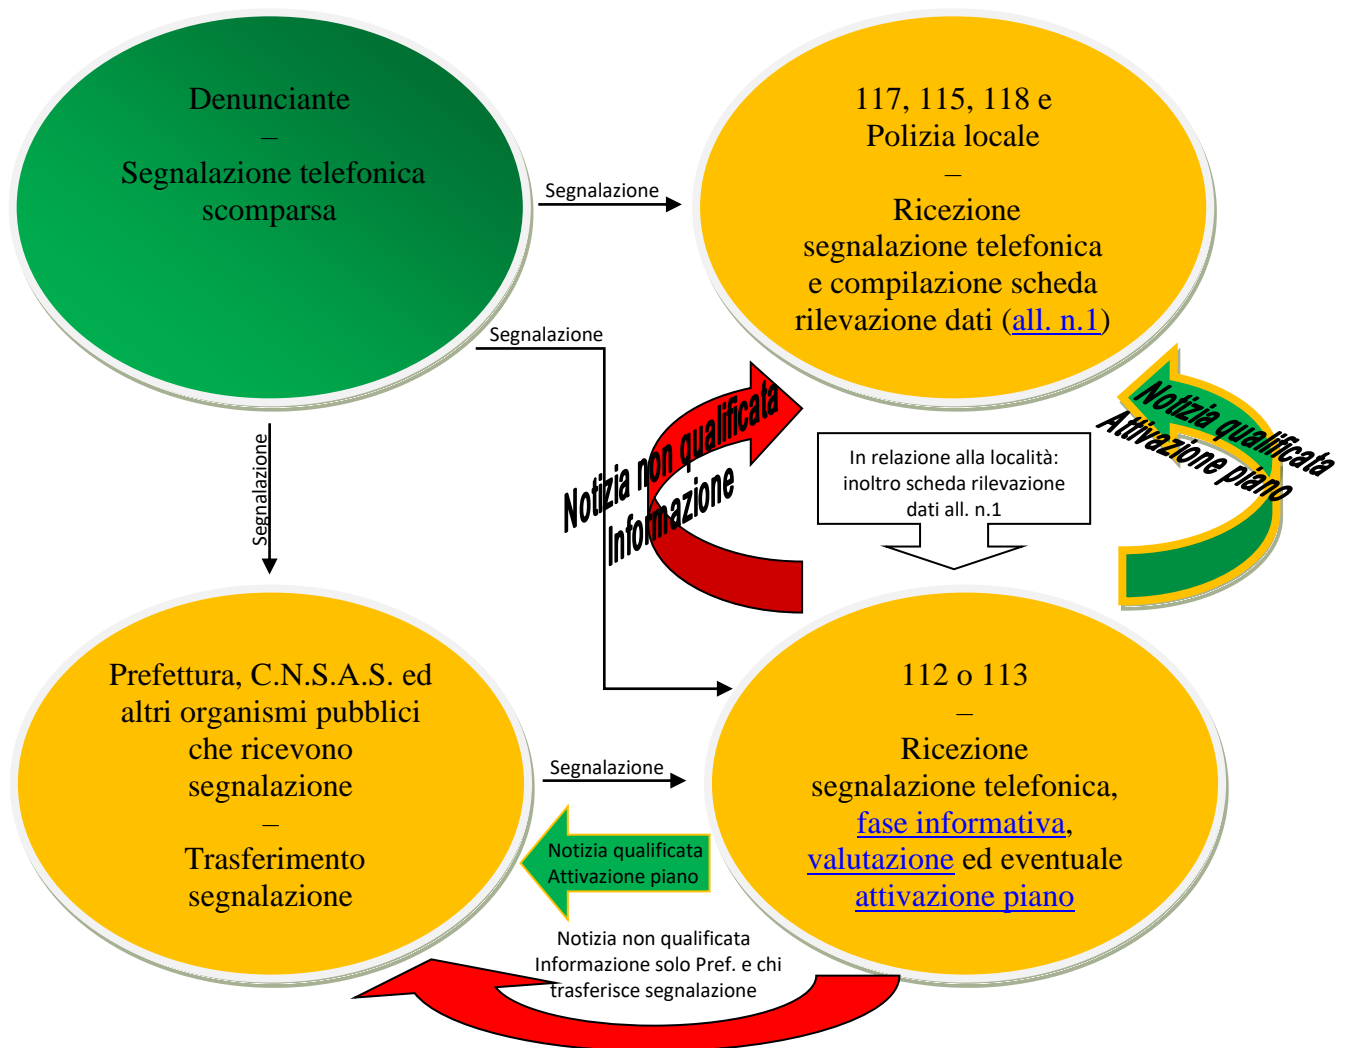 Denunciante
–
Segnalazione telefonica
scomparsa
Segnalazione
117, 115, 118 e
Polizia locale
–
Ricezione
segnalazione telefonica
e compilazione scheda
rilevazione dati (all. n.1)
Segnalazione
Segnalazione
Notizia non qualificata
Informazione
In relazione alla località:
inoltro scheda rilevazione
dati all. n.1
Notizia qualificata
Attivazione piano
Prefettura, C.N.S.A.S. ed
altri organismi pubblici
che ricevono
segnalazione
–
Trasferimento
segnalazione
Segnalazione
Notizia qualificata
Attivazione piano
Notizia non qualificata
Informazione solo Pref. e chi
trasferisce segnalazione
112 o 113
–
Ricezione
segnalazione telefonica,
fase informativa,
valutazione ed eventuale
attivazione piano